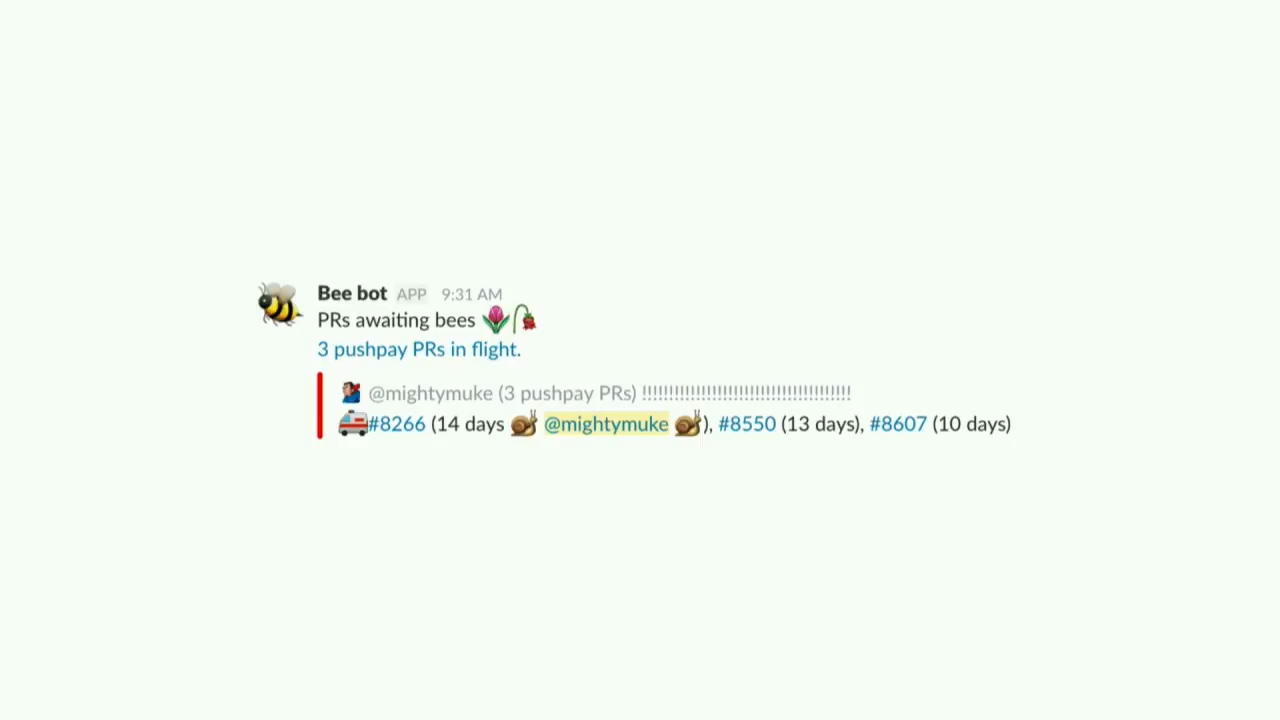 Bee bot APP 9:31 AM
PRs awaiting bees
3 pushpay PRs in flight.
@mightymuke (3 pushpay PRs) !!!!!!!!!!!!!!!!!!!!!!!!!!!!!!!!!!!!!!!
#8266 (14 days @mightymuke ), #8550 (13 days), #8607 (10 days)